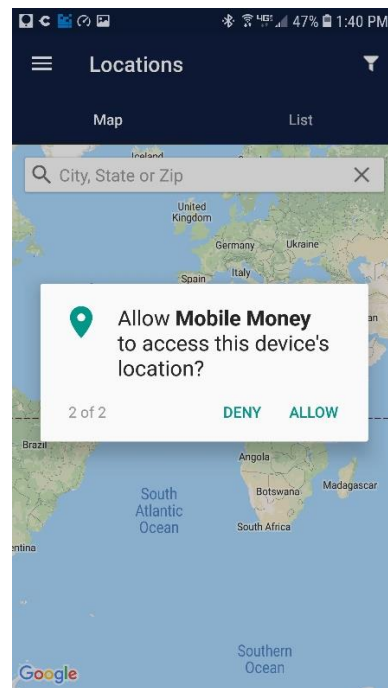 4G 47% 1:40 PM
Locations
Map List
Iceland
City, State or Zip
United
Kingdom
Germany Ukraine
Spain Italy
Allow Mobile Money
to access this device's
location?
2 of 2 DENY ALLOW
Brazil
Angola
South
Atlantic
Ocean
Botswana Madagascar
South Africa
ntina
Southern
Ocean
Google